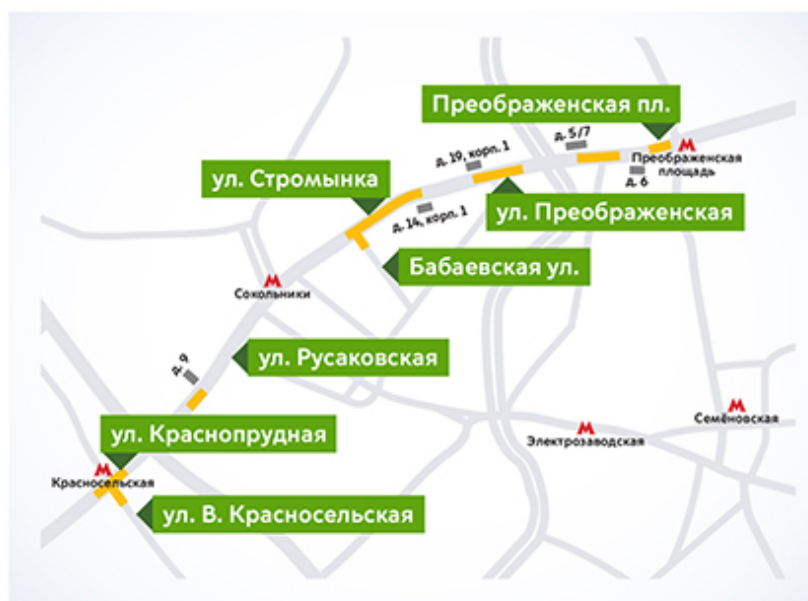 Преображенская пл.
д. 5/7
д. 19, корп. 1
Преображенская
площадь
д. 6
ул. Стромынка
ул. Преображенская
д. 14, корп. 1
Бабаевская ул.
Сокольники
ул. Русаковская
д. 9
Семёновская
ул. Краснопрудная
Электрозаводская
Красносельская
ул. В. Красносельская